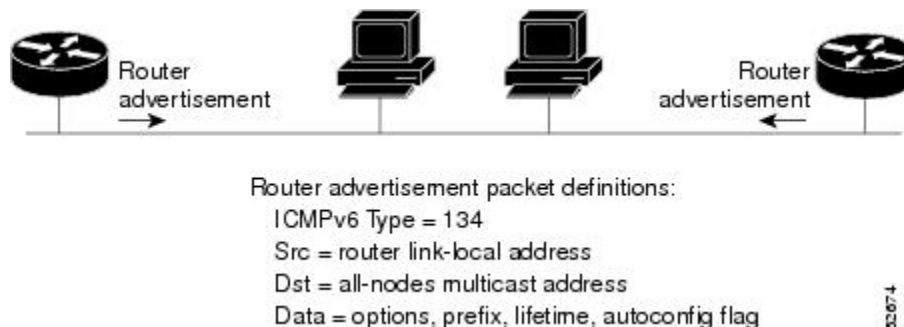 Router
advertisement
Router
advertisement
Router advertisement packet definitions:
ICMPv6 Type = 134
Src = router link-local address
Dst = all-nodes multicast address
Data = options, prefix, lifetime, autoconfig flag
52674